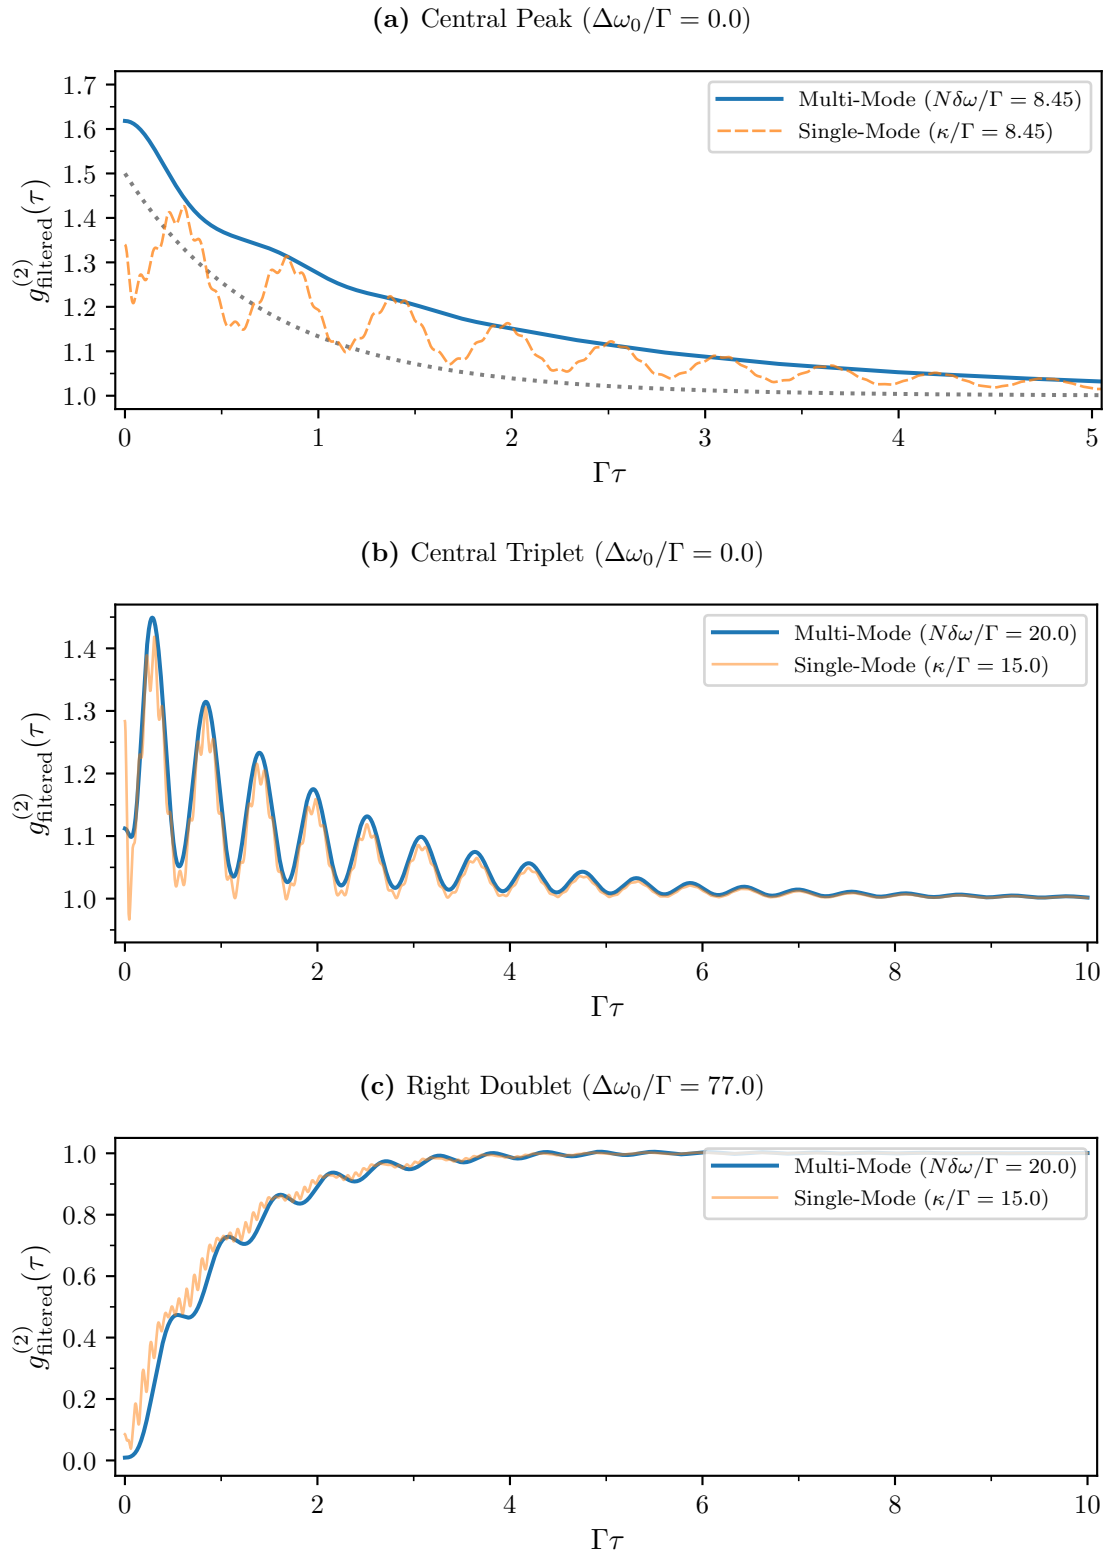 (a) Central Peak (Δω₀/Γ = 0.0)
1.7
1.6
1.5
1.4
1.3
1.2
1.1
1.0
g⁽²⁾_filtered(τ)
Multi-Mode (Nδω/Γ = 8.45)
Single-Mode (κ/Γ = 8.45)
0 1 2 3 4 5
Γτ
(b) Central Triplet (Δω₀/Γ = 0.0)
1.4
1.3
1.2
1.1
1.0
g⁽²⁾_filtered(τ)
Multi-Mode (Nδω/Γ = 20.0)
Single-Mode (κ/Γ = 15.0)
0 2 4 6 8 10
Γτ
(c) Right Doublet (Δω₀/Γ = 77.0)
1.0
0.8
0.6
0.4
0.2
0.0
g⁽²⁾_filtered(τ)
Multi-Mode (Nδω/Γ = 20.0)
Single-Mode (κ/Γ = 15.0)
0 2 4 6 8 10
Γτ